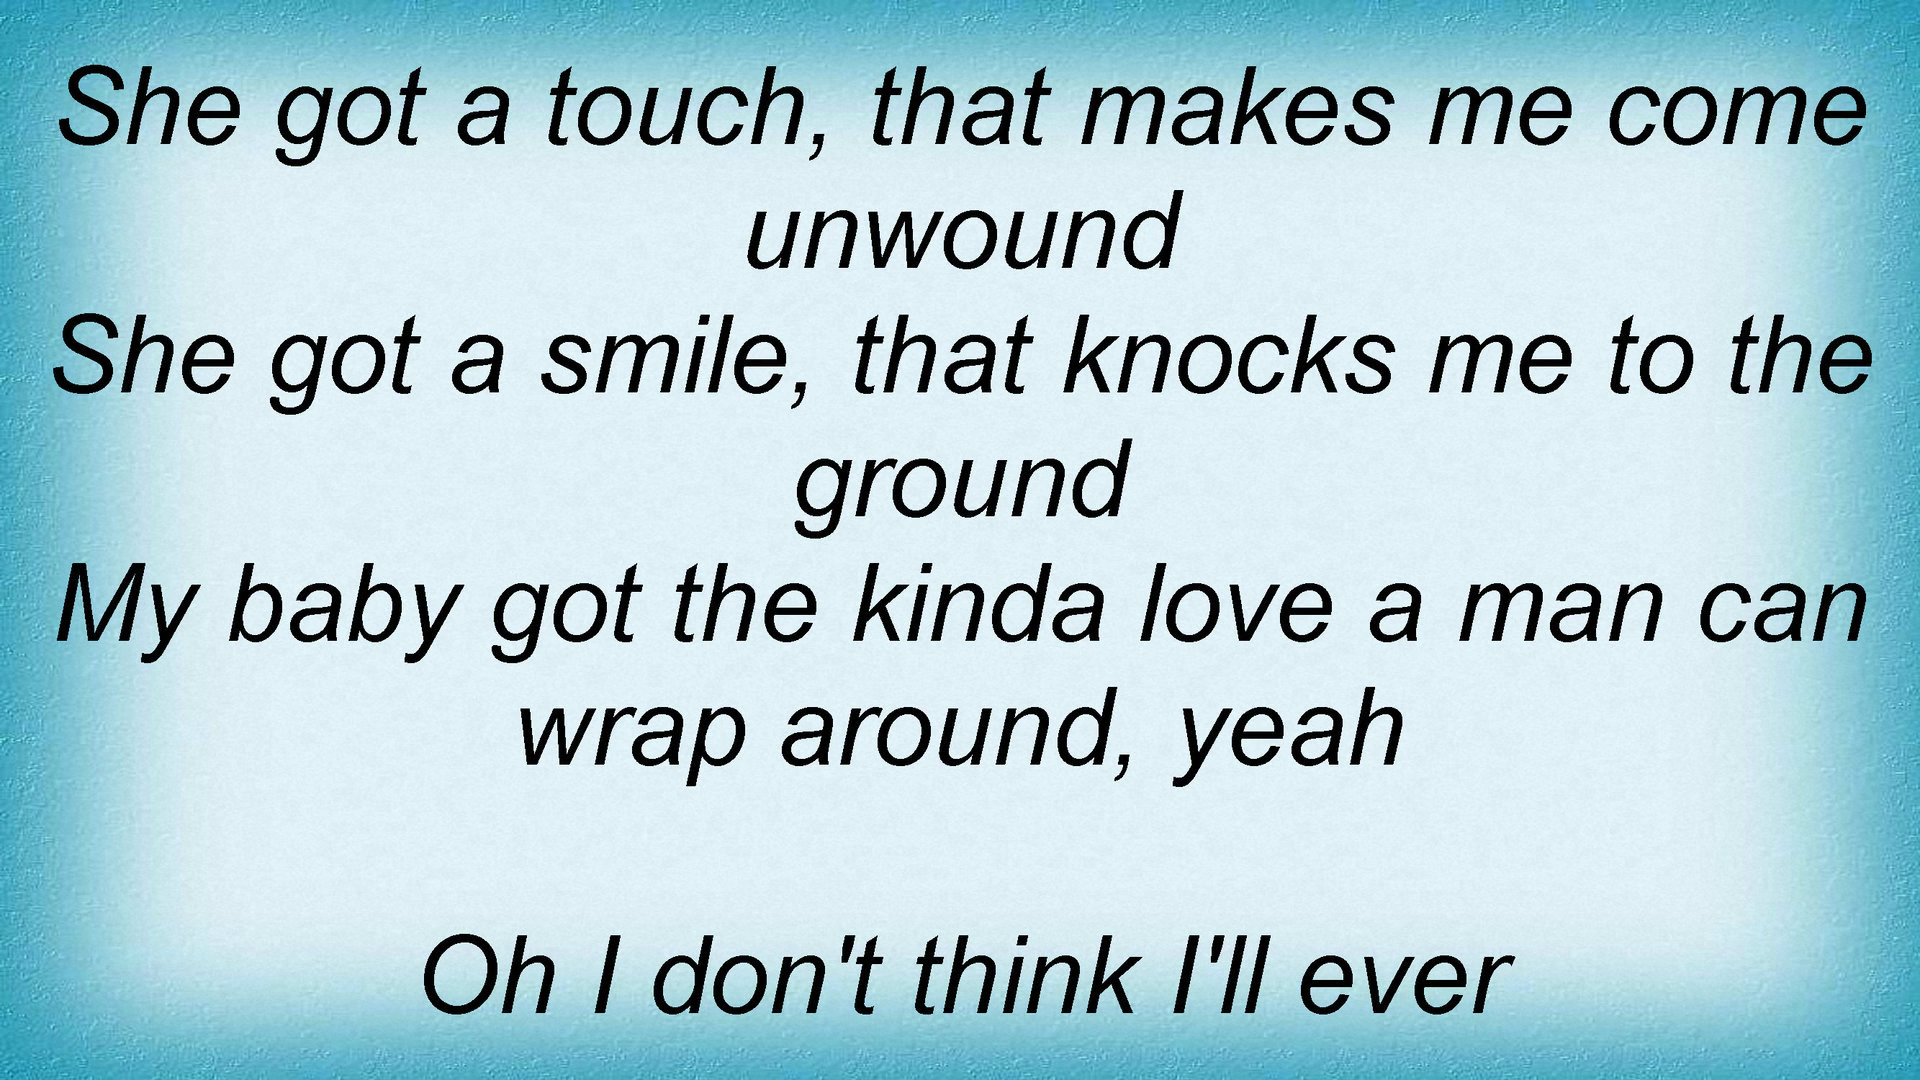 She got a touch, that makes me come
unwound
She got a smile, that knocks me to the
ground
My baby got the kinda love a man can
wrap around, yeah
Oh I don't think I'll ever